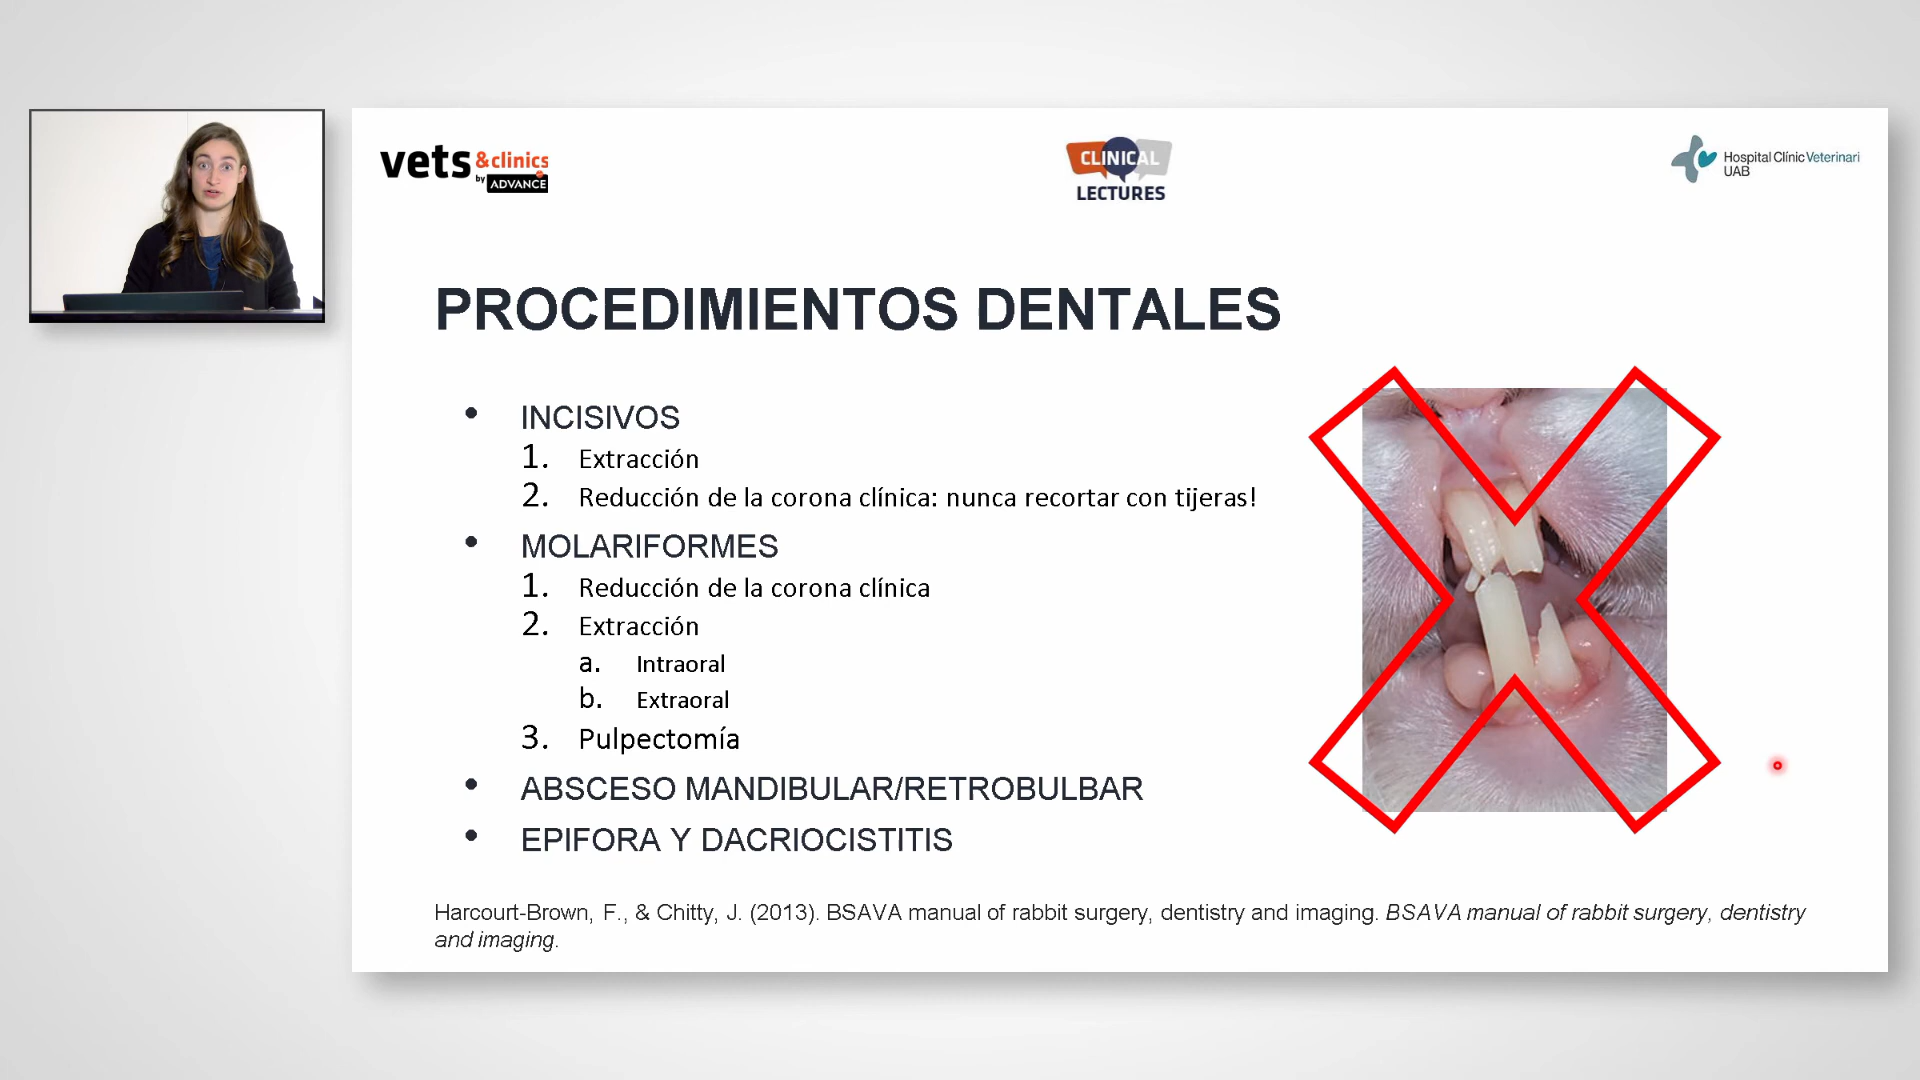 vets &clinics
by ADVANCE
CLINICAL
LECTURES
Hospital Clínic Veterinari
UAB
PROCEDIMIENTOS DENTALES
• INCISIVOS
1. Extracción
2. Reducción de la corona clínica: nunca recortar con tijeras!
• MOLARIFORMES
1. Reducción de la corona clínica
2. Extracción
a. Intraoral
b. Extraoral
3. Pulpectomía
• ABSCESO MANDIBULAR/RETROBULBAR
• EPIFORA Y DACRIOCISTITIS
Harcourt-Brown, F., & Chitty, J. (2013). BSAVA manual of rabbit surgery, dentistry and imaging. BSAVA manual of rabbit surgery, dentistry
and imaging.